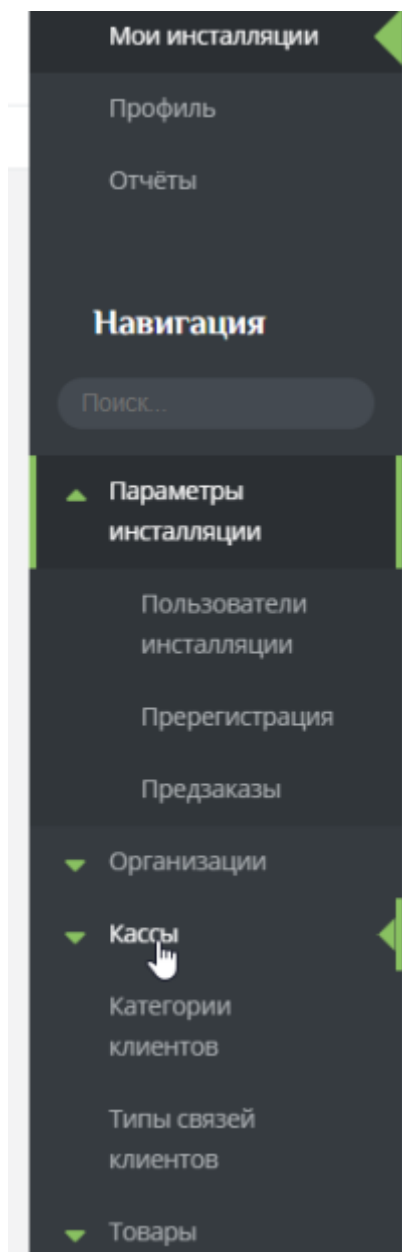 Мои инсталляции
Профиль
Отчёты
Навигация
Поиск...
Параметры
инсталляции
Пользователи
инсталляции
Пререгистрация
Предзаказы
Организации
Кассы
Категории
клиентов
Типы связей
клиентов
Товары